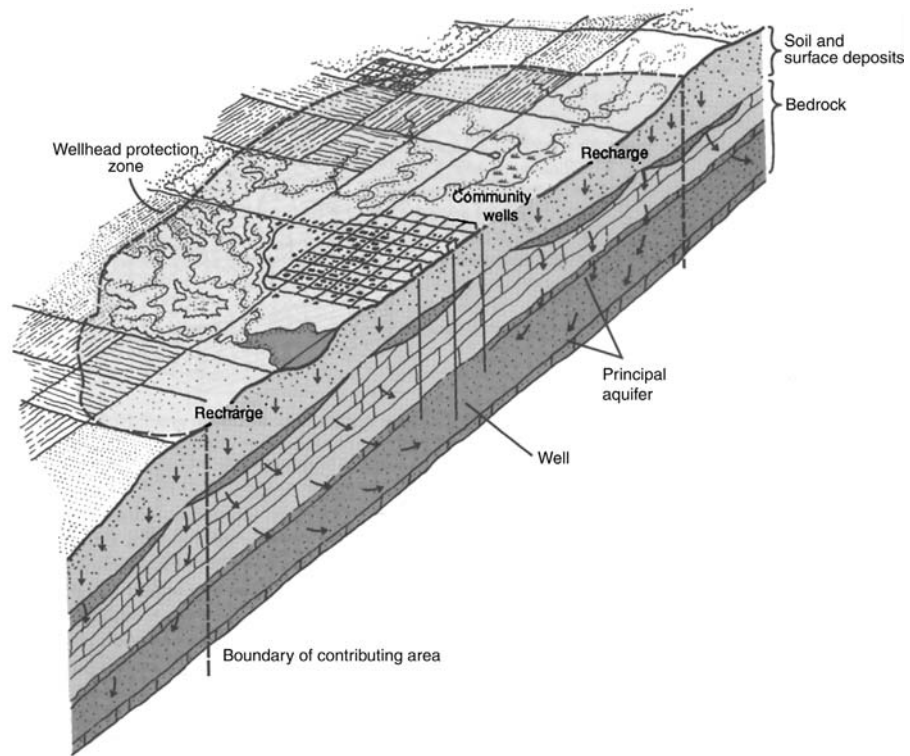 Soil and
surface deposits
Bedrock
Wellhead protection
zone
Recharge
Community
wells
Principal
aquifer
Recharge
Well
Boundary of contributing area